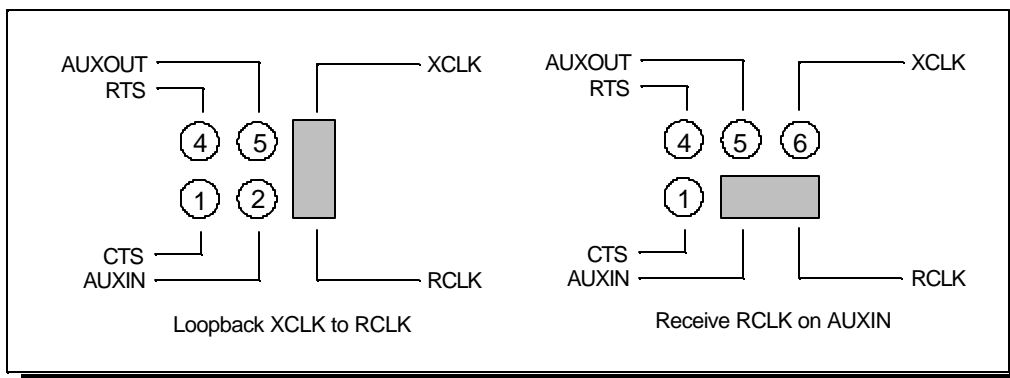 AUXOUT
XCLK
RTS
4
5
1
2
CTS
AUXIN
RCLK
Loopback XCLK to RCLK
AUXOUT
XCLK
RTS
4
5
6
1
CTS
AUXIN
RCLK
Receive RCLK on AUXIN